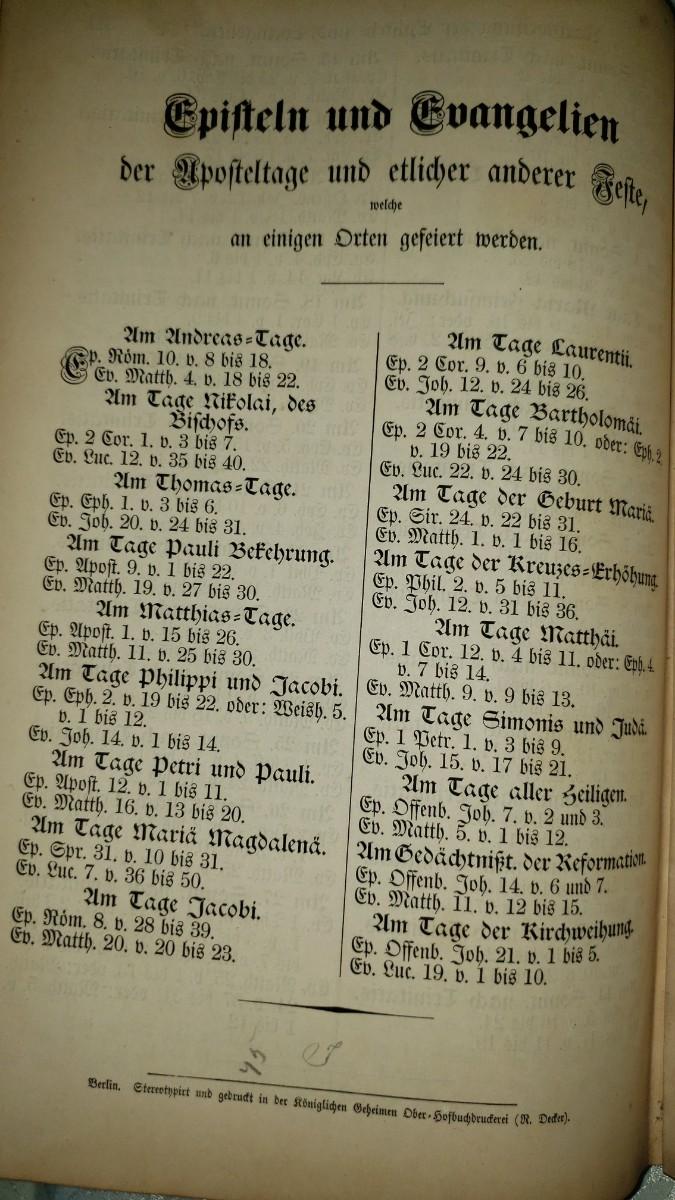 Episteln und Evangelien
der Aposteltage und etlicher anderer Feste,
welche
an einigen Orten gefeiert werden.
Am Andreas-Tage.
Ep. Röm. 10. v. 8 bis 18.
Ev. Matth. 4. v. 18 bis 22.
Am Tage Nikolai, des
Bischofs.
Ep. 2 Cor. 1. v. 3 bis 7.
Ev. Luc. 12. v. 35 bis 40.
Am Thomas-Tage.
Ep. Eph. 1. v. 3 bis 6.
Ev. Joh. 20. v. 24 bis 31.
Am Tage Pauli Bekehrung.
Ep. Apost. 9. v. 1 bis 22.
Ev. Matth. 19. v. 27 bis 30.
Am Matthias-Tage.
Ep. Apost. 1. v. 15 bis 26.
Ev. Matth. 11. v. 25 bis 30.
Am Tage Philippi und Jacobi.
Ep. Eph. 2. v. 19 bis 22. oder: Weish. 5.
v. 1 bis 12.
Ev. Joh. 14. v. 1 bis 14.
Am Tage Petri und Pauli.
Ep. Apost. 12. v. 1 bis 11.
Ev. Matth. 16. v. 13 bis 20.
Am Tage Mariä Magdalenä.
Ep. Spr. 31. v. 10 bis 31.
Ev. Luc. 7. v. 36 bis 50.
Am Tage Jacobi.
Ep. Röm. 8. v. 28 bis 39.
Ev. Matth. 20. v. 20 bis 23.
Am Tage Laurentii.
Ep. 2 Cor. 9. v. 6 bis 10.
Ev. Joh. 12. v. 24 bis 26.
Am Tage Bartholomäi.
Ep. 2 Cor. 4. v. 7 bis 10. oder: Eph. 2.
v. 19 bis 22.
Ev. Luc. 22. v. 24 bis 30.
Am Tage der Geburt Mariä.
Ep. Sir. 24. v. 22 bis 31.
Ev. Matth. 1. v. 1 bis 16.
Am Tage der Kreuzes-Erhöhung.
Ep. Phil. 2. v. 5 bis 11.
Ev. Joh. 12. v. 31 bis 36.
Am Tage Matthäi.
Ep. 1 Cor. 12. v. 4 bis 11. oder: Eph. 4.
v. 7 bis 14.
Ev. Matth. 9. v. 9 bis 13.
Am Tage Simonis und Judä.
Ep. 1 Petr. 1. v. 3 bis 9.
Ev. Joh. 15. v. 17 bis 21.
Am Tage aller Heiligen.
Ep. Offenb. Joh. 7. v. 2 und 3.
Ev. Matth. 5. v. 1 bis 12.
Am Gedächtnißt. der Reformation.
Ep. Offenb. Joh. 14. v. 6 und 7.
Ev. Matth. 11. v. 12 bis 15.
Am Tage der Kirchweihung.
Ep. Offenb. Joh. 21. v. 1 bis 5.
Ev. Luc. 19. v. 1 bis 10.
Berlin. Stereotypirt und gedruckt in der Königlichen Geheimen Ober-Hofbuchdruckerei (R. Decker).